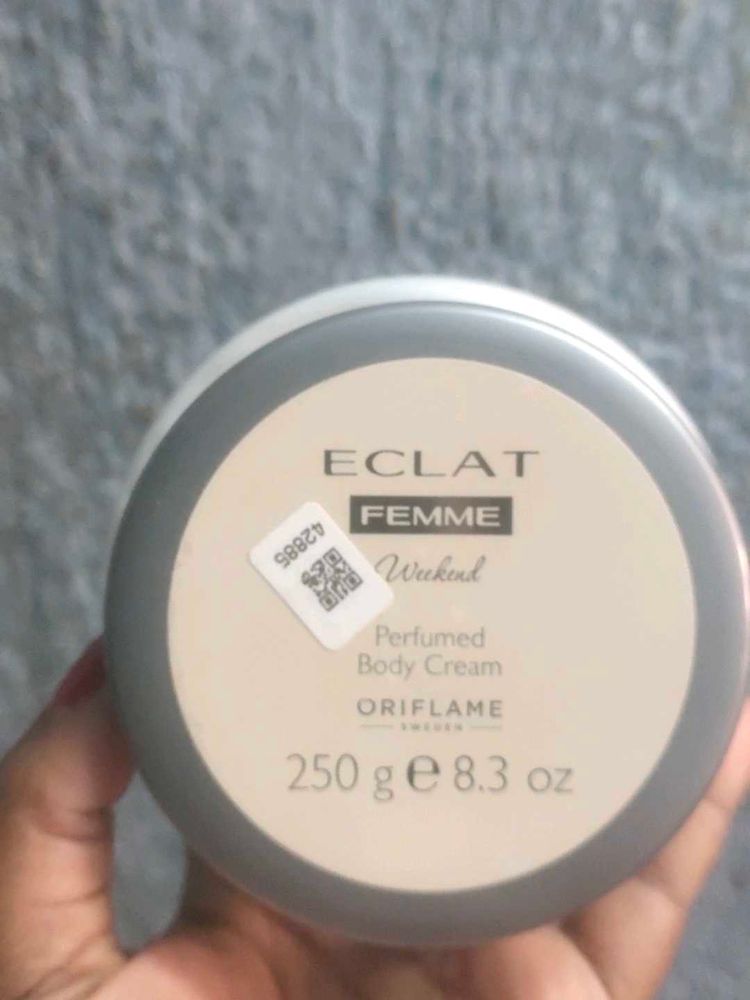 ECLAT
FEMME
42885
Weekend
Perfumed
Body Cream
ORIFLAME
SWEDEN
250 g e 8.3 oz